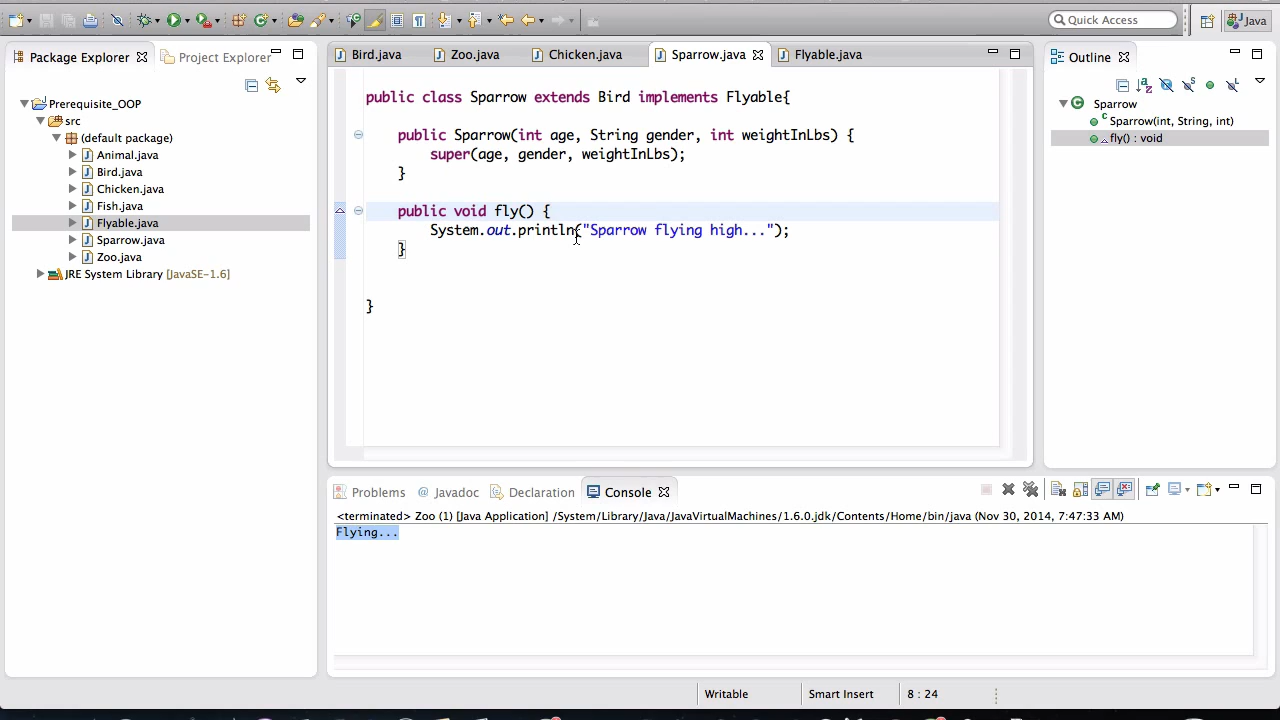 Quick Access
Java
Package Explorer
Project Explorer
Prerequisite_OOP
src
(default package)
Animal.java
Bird.java
Chicken.java
Fish.java
Flyable.java
Sparrow.java
Zoo.java
JRE System Library [JavaSE-1.6]
Bird.java
Zoo.java
Chicken.java
Sparrow.java
Flyable.java
public class Sparrow extends Bird implements Flyable{
public Sparrow(int age, String gender, int weightInLbs) {
super(age, gender, weightInLbs);
}
public void fly() {
System.out.println("Sparrow flying high...");
}
}
Outline
Sparrow
Sparrow(int, String, int)
fly() : void
Problems
Javadoc
Declaration
Console
<terminated> Zoo (1) [Java Application] /System/Library/Java/JavaVirtualMachines/1.6.0.jdk/Contents/Home/bin/java (Nov 30, 2014, 7:47:33 AM)
Flying...
Writable
Smart Insert
8 : 24